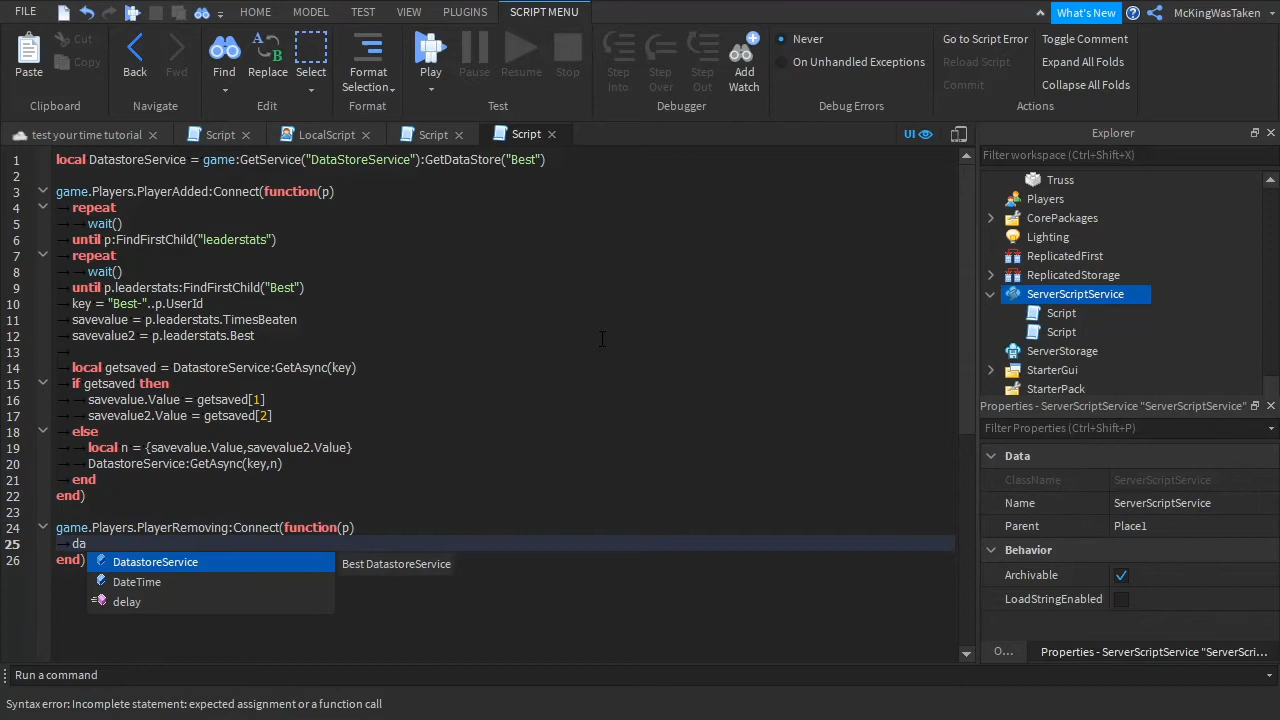 FILE
HOME
MODEL
TEST
VIEW
PLUGINS
SCRIPT MENU
What's New
McKingWasTaken
Paste
Cut
Copy
Clipboard
Back
Fwd
Navigate
Find
Replace
Select
Edit
Format
Selection
Format
Play
Pause
Resume
Stop
Test
Step
Into
Step
Over
Step
Out
Add
Watch
Debugger
Never
On Unhandled Exceptions
Debug Errors
Go to Script Error
Reload Script
Commit
Toggle Comment
Expand All Folds
Collapse All Folds
Actions
test your time tutorial
Script
LocalScript
Script
Script
UI
1 local DatastoreService = game:GetService("DataStoreService"):GetDataStore("Best")
2
3 game.Players.PlayerAdded:Connect(function(p)
4 repeat
5 wait()
6 until p:FindFirstChild("leaderstats")
7 repeat
8 wait()
9 until p.leaderstats:FindFirstChild("Best")
10 key = "Best-"..p.UserId
11 savevalue = p.leaderstats.TimesBeaten
12 savevalue2 = p.leaderstats.Best
13
14 local getsaved = DatastoreService:GetAsync(key)
15 if getsaved then
16 savevalue.Value = getsaved[1]
17 savevalue2.Value = getsaved[2]
18 else
19 local n = {savevalue.Value,savevalue2.Value}
20 DatastoreService:GetAsync(key,n)
21 end
22 end)
23
24 game.Players.PlayerRemoving:Connect(function(p)
25 da
26 end)
DatastoreService
Best DatastoreService
DateTime
delay
Explorer
Filter workspace (Ctrl+Shift+X)
Truss
Players
CorePackages
Lighting
ReplicatedFirst
ReplicatedStorage
ServerScriptService
Script
Script
ServerStorage
StarterGui
StarterPack
Properties - ServerScriptService "ServerScriptService"
Filter Properties (Ctrl+Shift+P)
Data
ClassName ServerScriptService
Name ServerScriptService
Parent Place1
Behavior
Archivable
LoadStringEnabled
O...
Properties - ServerScriptService "ServerScri...
Run a command
Syntax error: Incomplete statement: expected assignment or a function call